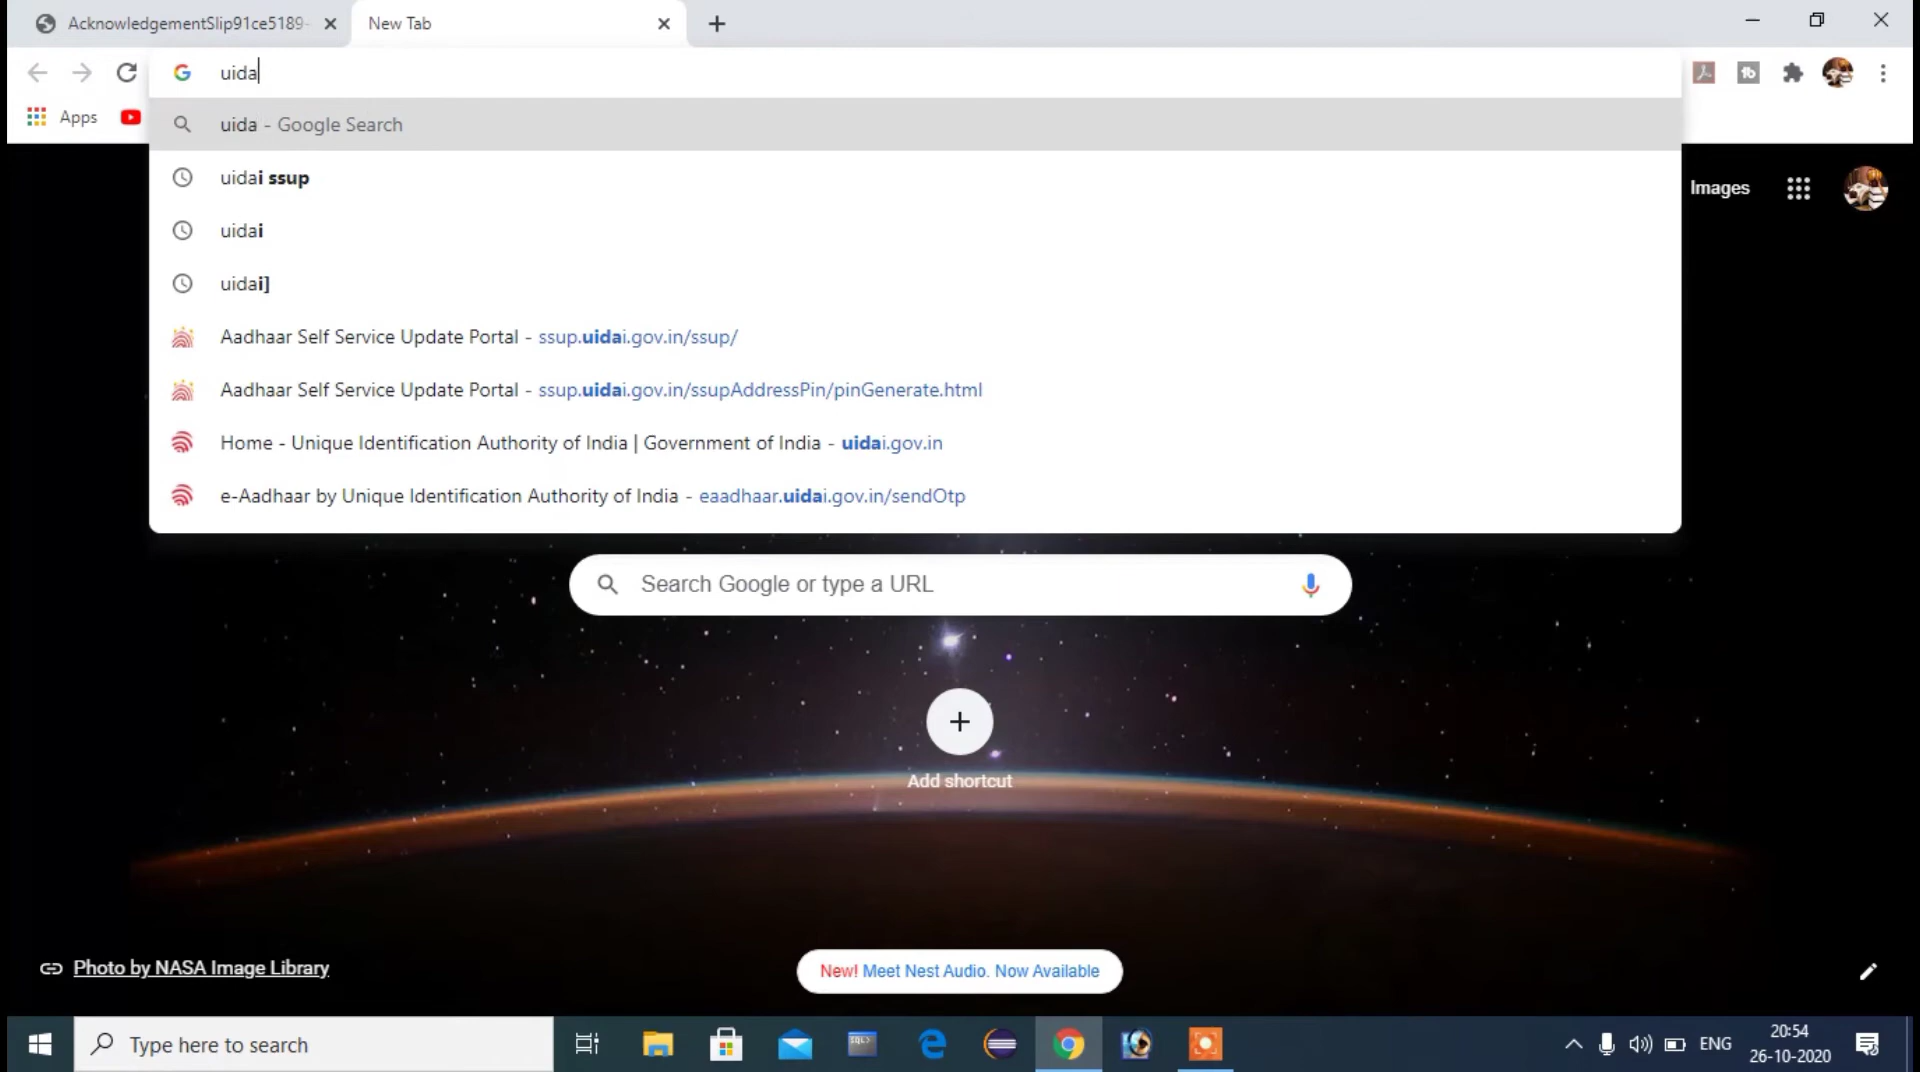 AcknowledgementSlip91ce5189-
New Tab
uida
Apps
uida - Google Search
uidai ssup
uidai
uidai]
Aadhaar Self Service Update Portal - ssup.uidai.gov.in/ssup/
Aadhaar Self Service Update Portal - ssup.uidai.gov.in/ssupAddressPin/pinGenerate.html
Home - Unique Identification Authority of India | Government of India - uidai.gov.in
e-Aadhaar by Unique Identification Authority of India - eaadhaar.uidai.gov.in/sendOtp
Images
Search Google or type a URL
Add shortcut
Photo by NASA Image Library
New! Meet Nest Audio. Now Available
Type here to search
SQL>
ENG
20:54
26-10-2020